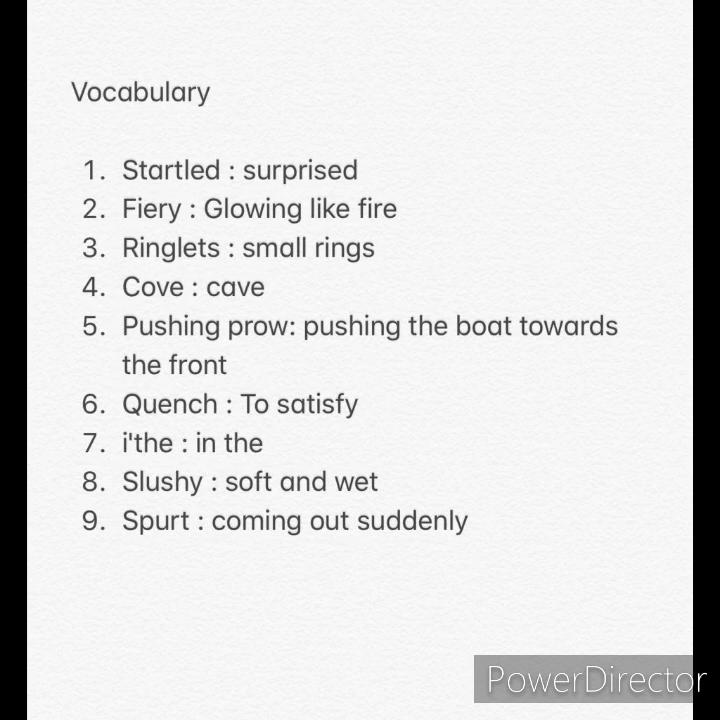 Vocabulary
1. Startled : surprised
2. Fiery : Glowing like fire
3. Ringlets : small rings
4. Cove : cave
5. Pushing prow: pushing the boat towards
the front
6. Quench : To satisfy
7. i'the : in the
8. Slushy : soft and wet
9. Spurt : coming out suddenly
PowerDirector